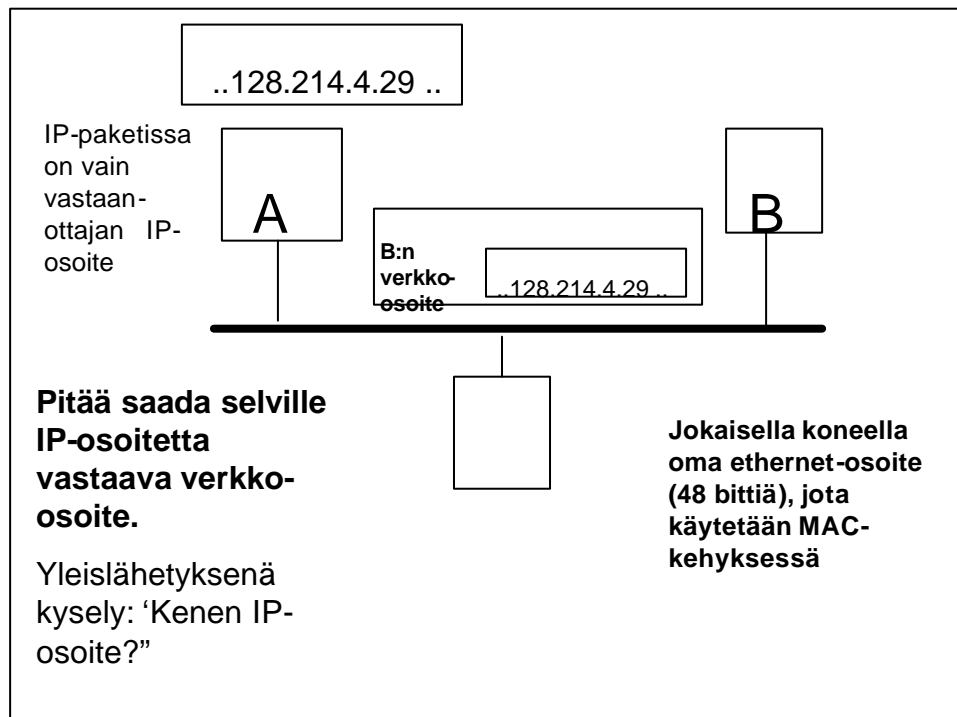 ..128.214.4.29 ..
IP-paketissa
on vain
vastaan-
ottajan IP-
osoite
A
B
B:n
verkko-
osoite
..128.214.4.29 ..
Pitää saada selville
IP-osoitetta
vastaava verkko-
osoite.
Yleislähetyksenä
kysely: ‘Kenen IP-
osoite?”
Jokaisella koneella
oma ethernet-osoite
(48 bittiä), jota
käytetään MAC-
kehyksessä